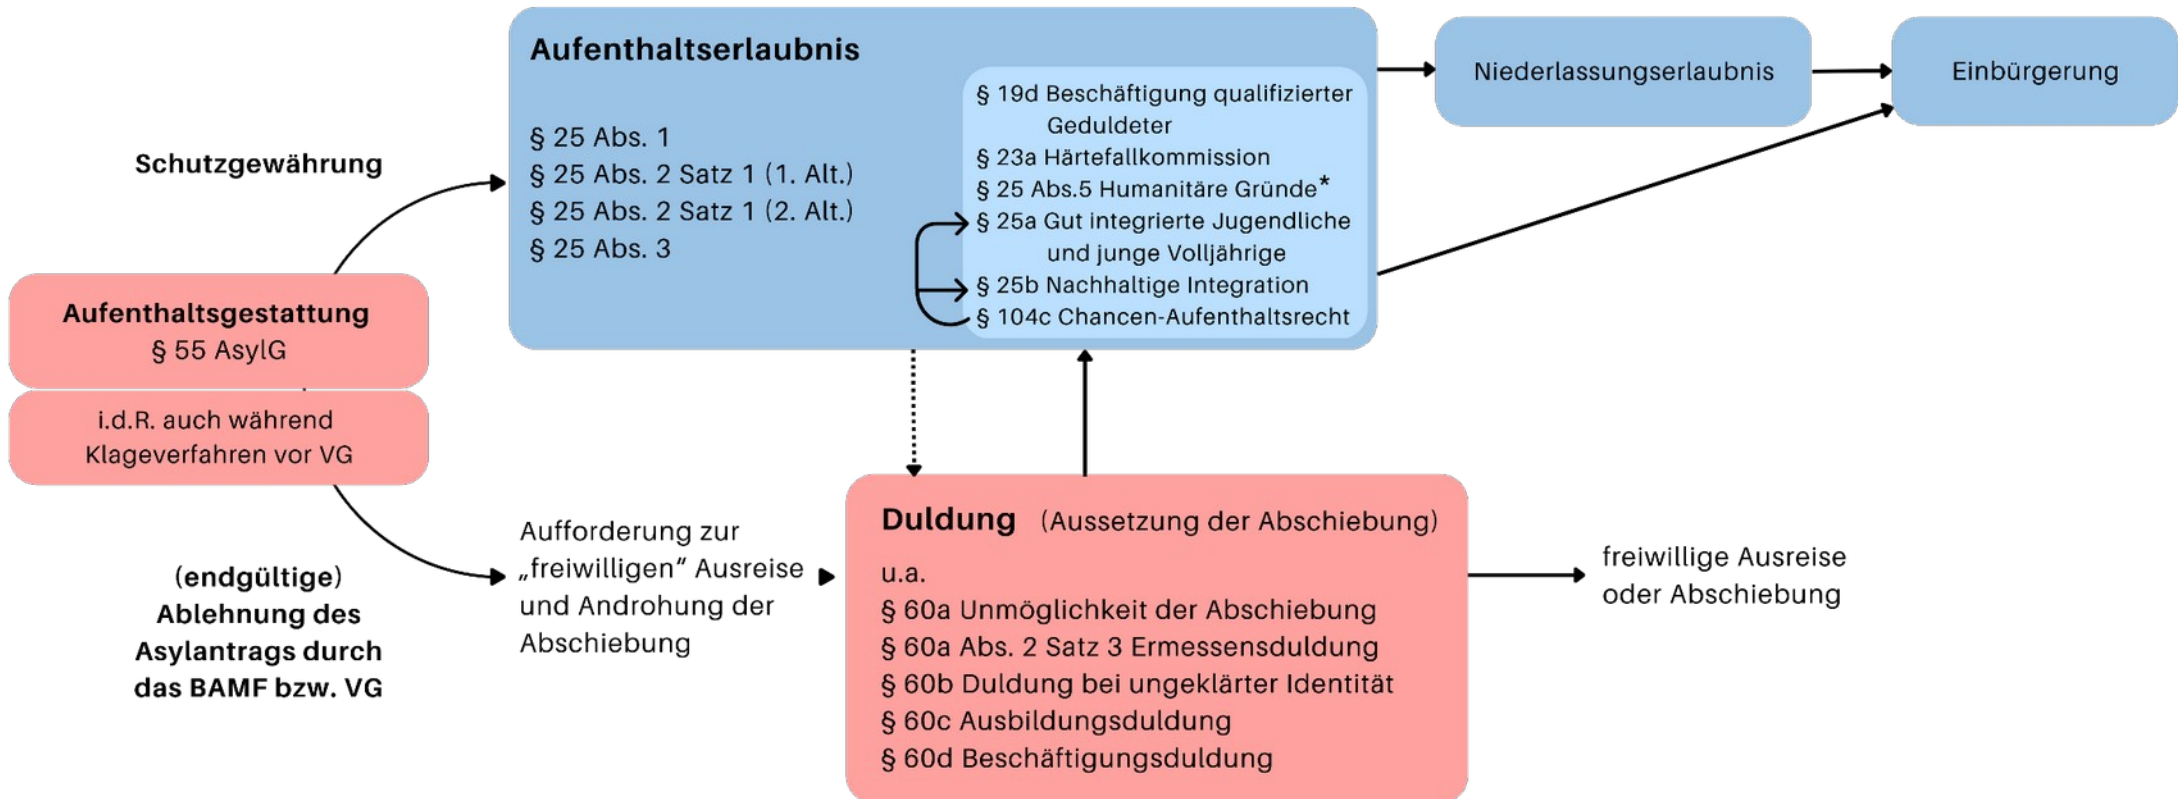 Aufenthaltserlaubnis
§ 25 Abs. 1
§ 25 Abs. 2 Satz 1 (1. Alt.)
§ 25 Abs. 2 Satz 1 (2. Alt.)
§ 25 Abs. 3
§ 19d Beschäftigung qualifizierter
Geduldeter
§ 23a Härtefallkommission
§ 25 Abs.5 Humanitäre Gründe*
§ 25a Gut integrierte Jugendliche
und junge Volljährige
§ 25b Nachhaltige Integration
§ 104c Chancen-Aufenthaltsrecht
Niederlassungserlaubnis
Einbürgerung
Schutzgewährung
Aufenthaltsgestattung
§ 55 AsylG
i.d.R. auch während
Klageverfahren vor VG
(endgültige)
Ablehnung des
Asylantrags durch
das BAMF bzw. VG
Aufforderung zur
„freiwilligen“ Ausreise
und Androhung der
Abschiebung
Duldung (Aussetzung der Abschiebung)
u.a.
§ 60a Unmöglichkeit der Abschiebung
§ 60a Abs. 2 Satz 3 Ermessensduldung
§ 60b Duldung bei ungeklärter Identität
§ 60c Ausbildungsduldung
§ 60d Beschäftigungsduldung
freiwillige Ausreise
oder Abschiebung